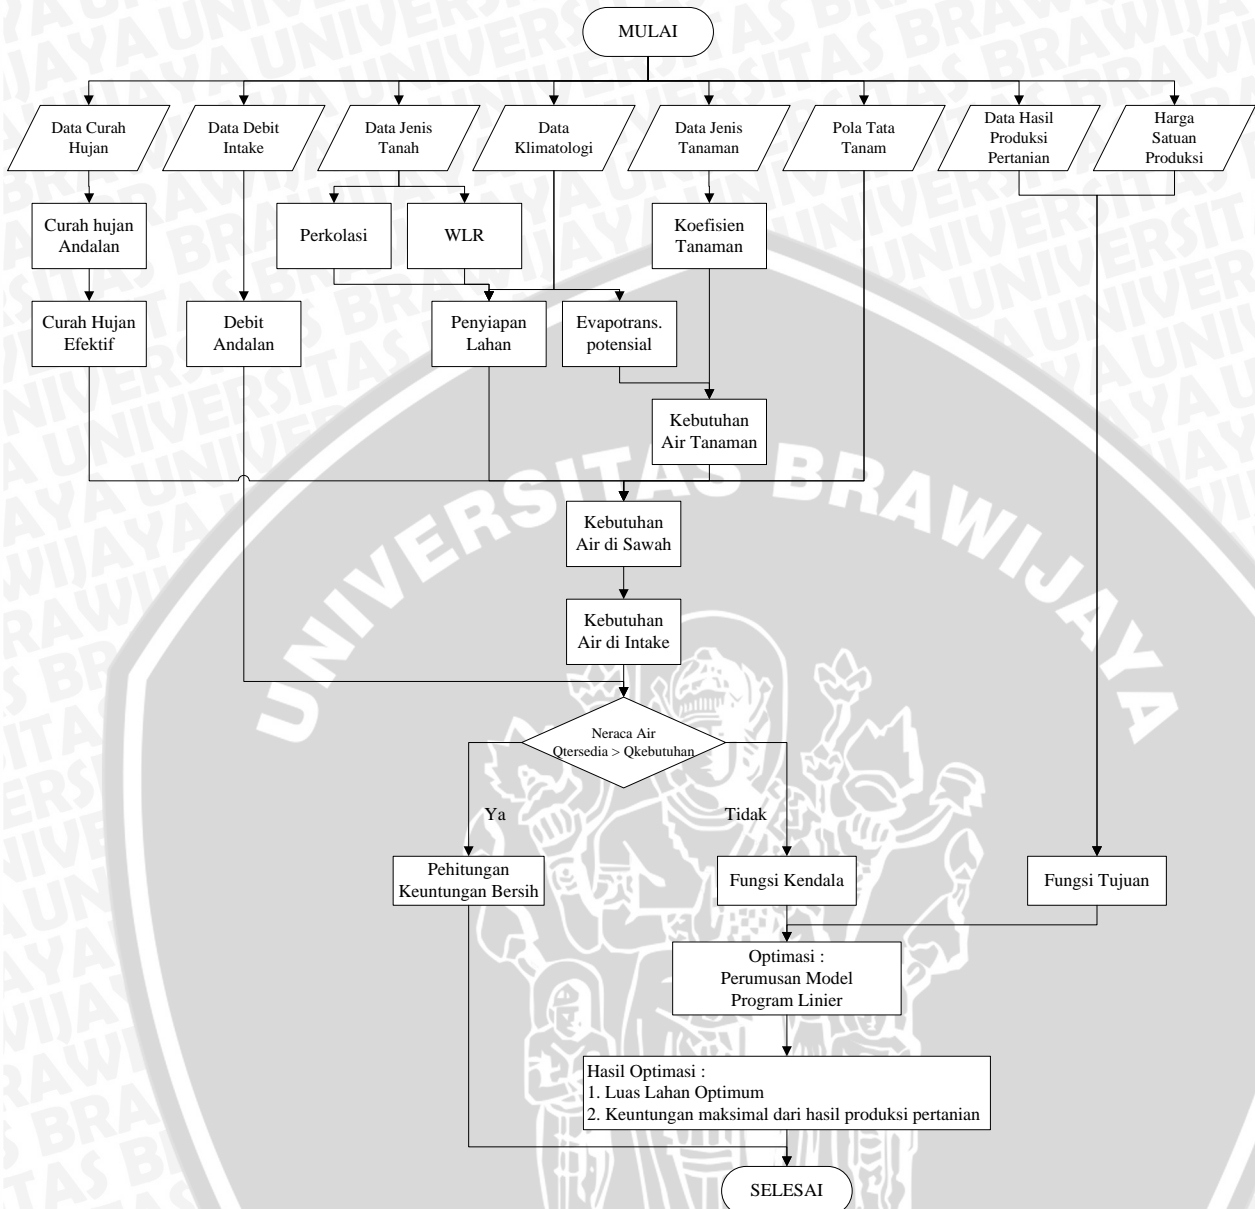 MULAI
Data Curah
Hujan
Data Debit
Intake
Data Jenis
Tanah
Data
Klimatologi
Data Jenis
Tanaman
Pola Tata
Tanam
Data Hasil
Produksi
Pertanian
Harga
Satuan
Produksi
Curah hujan
Andalan
Perkolasi
WLR
Koefisien
Tanaman
Curah Hujan
Efektif
Debit
Andalan
Penyiapan
Lahan
Evapotrans.
potensial
Kebutuhan
Air Tanaman
UNIVERSITAS BRAWIJAYA
Kebutuhan
Air di Sawah
Kebutuhan
Air di Intake
Neraca Air
Qtersedia > Qkebutuhan
Ya
Tidak
Pehitungan
Keuntungan Bersih
Fungsi Kendala
Fungsi Tujuan
Optimasi :
Perumusan Model
Program Linier
Hasil Optimasi :
1. Luas Lahan Optimum
2. Keuntungan maksimal dari hasil produksi pertanian
SELESAI